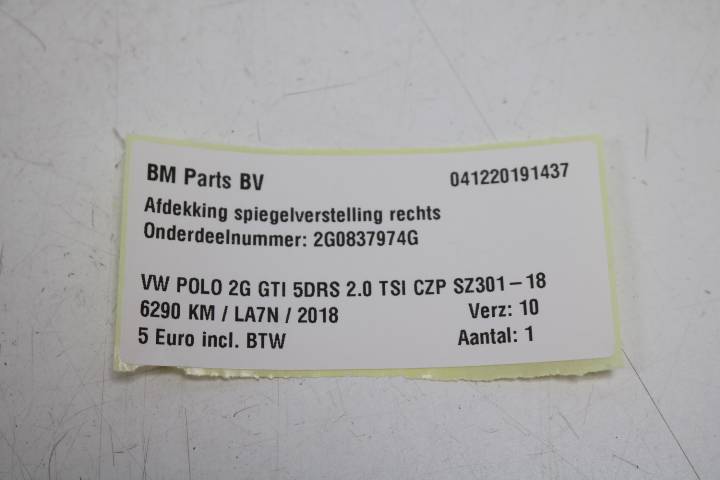 BM Parts BV 041220191437
Afdekking spiegelverstelling rechts
Onderdeelnummer: 2G0837974G
VW POLO 2G GTI 5DRS 2.0 TSI CZP SZ301-18
6290 KM / LA7N / 2018 Verz: 10
5 Euro incl. BTW Aantal: 1